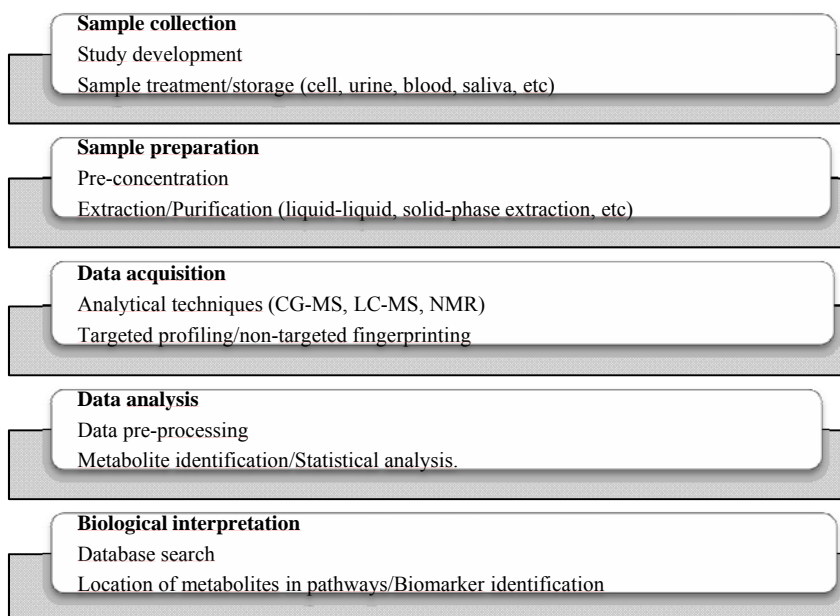 Sample collection
Study development
Sample treatment/storage (cell, urine, blood, saliva, etc)
Sample preparation
Pre-concentration
Extraction/Purification (liquid-liquid, solid-phase extraction, etc)
Data acquisition
Analytical techniques (CG-MS, LC-MS, NMR)
Targeted profiling/non-targeted fingerprinting
Data analysis
Data pre-processing
Metabolite identification/Statistical analysis.
Biological interpretation
Database search
Location of metabolites in pathways/Biomarker identification